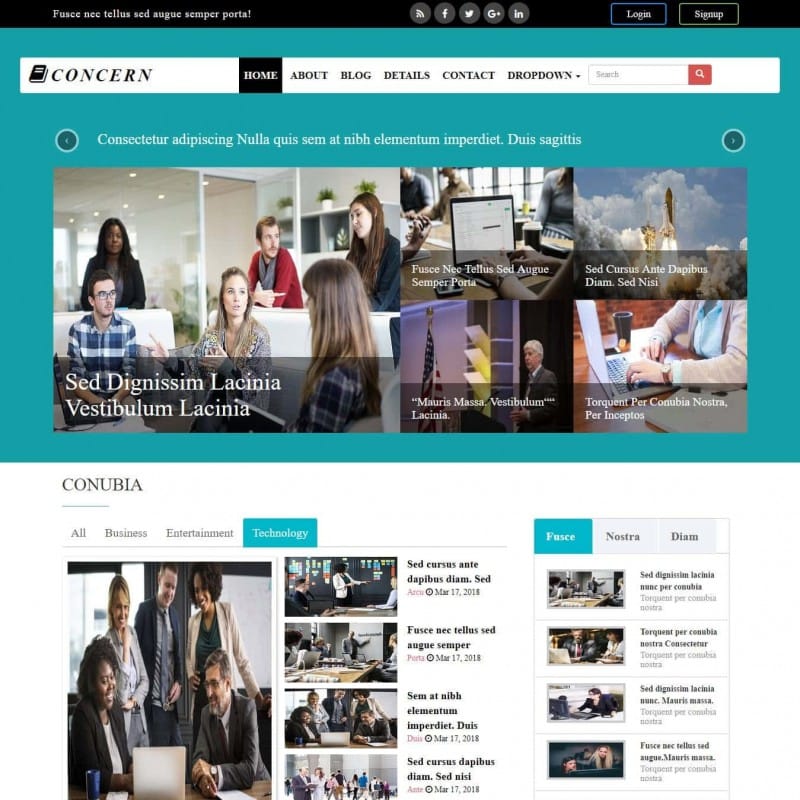 Fusce nec tellus sed augue semper porta!
Login
Signup
CONCERN
HOME
ABOUT
BLOG
DETAILS
CONTACT
DROPDOWN
Search
Consectetur adipiscing Nulla quis sem at nibh elementum imperdiet. Duis sagittis
Sed Dignissim Lacinia
Vestibulum Lacinia
Fusce Nec Tellus Sed Augue
Semper Porta
Sed Cursus Ante Dapibus
Diam. Sed Nisi
“Mauris Massa. Vestibulum““
Lacinia.
Torquent Per Conubia Nostra,
Per Inceptos
CONUBIA
All
Business
Entertainment
Technology
Sed cursus ante
dapibus diam. Sed
Arcu Mar 17, 2018
Fusce nec tellus sed
augue semper
Porta Mar 17, 2018
Sem at nibh
elementum
imperdiet. Duis
Duis Mar 17, 2018
Sed cursus dapibus
diam. Sed nisi
Ante Mar 17, 2018
Fusce
Nostra
Diam
Sed dignissim lacinia
nunc per conubia
Torquent per conubia
nostra
Torquent per conubia
nostra Consectetur
Torquent per conubia
nostra
Sed dignissim lacinia
nunc. Mauris massa.
Torquent per conubia
nostra
Fusce nec tellus sed
augue.Mauris massa.
Torquent per conubia
nostra